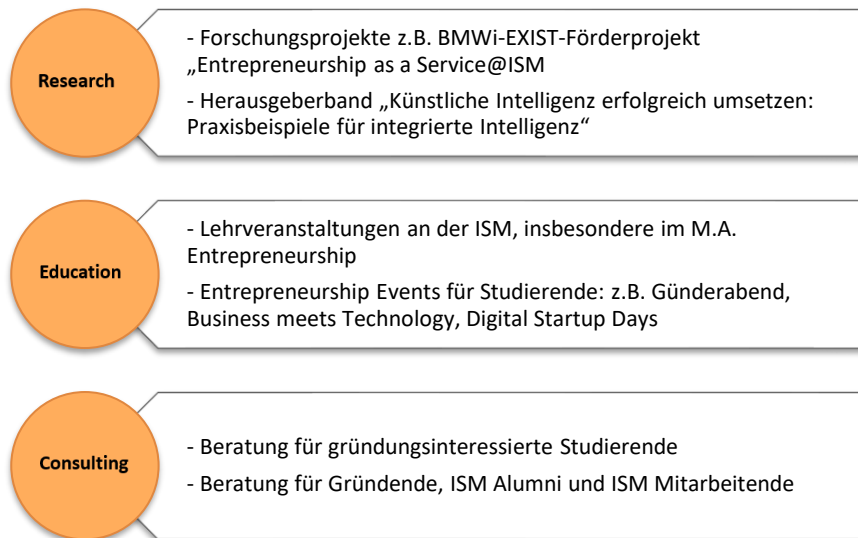 Research
- Forschungsprojekte z.B. BMWi-EXIST-Förderprojekt
„Entrepreneurship as a Service@ISM
- Herausgeberband „Künstliche Intelligenz erfolgreich umsetzen:
Praxisbeispiele für integrierte Intelligenz“
Education
- Lehrveranstaltungen an der ISM, insbesondere im M.A.
Entrepreneurship
- Entrepreneurship Events für Studierende: z.B. Günderabend,
Business meets Technology, Digital Startup Days
Consulting
- Beratung für gründungsinteressierte Studierende
- Beratung für Gründende, ISM Alumni und ISM Mitarbeitende